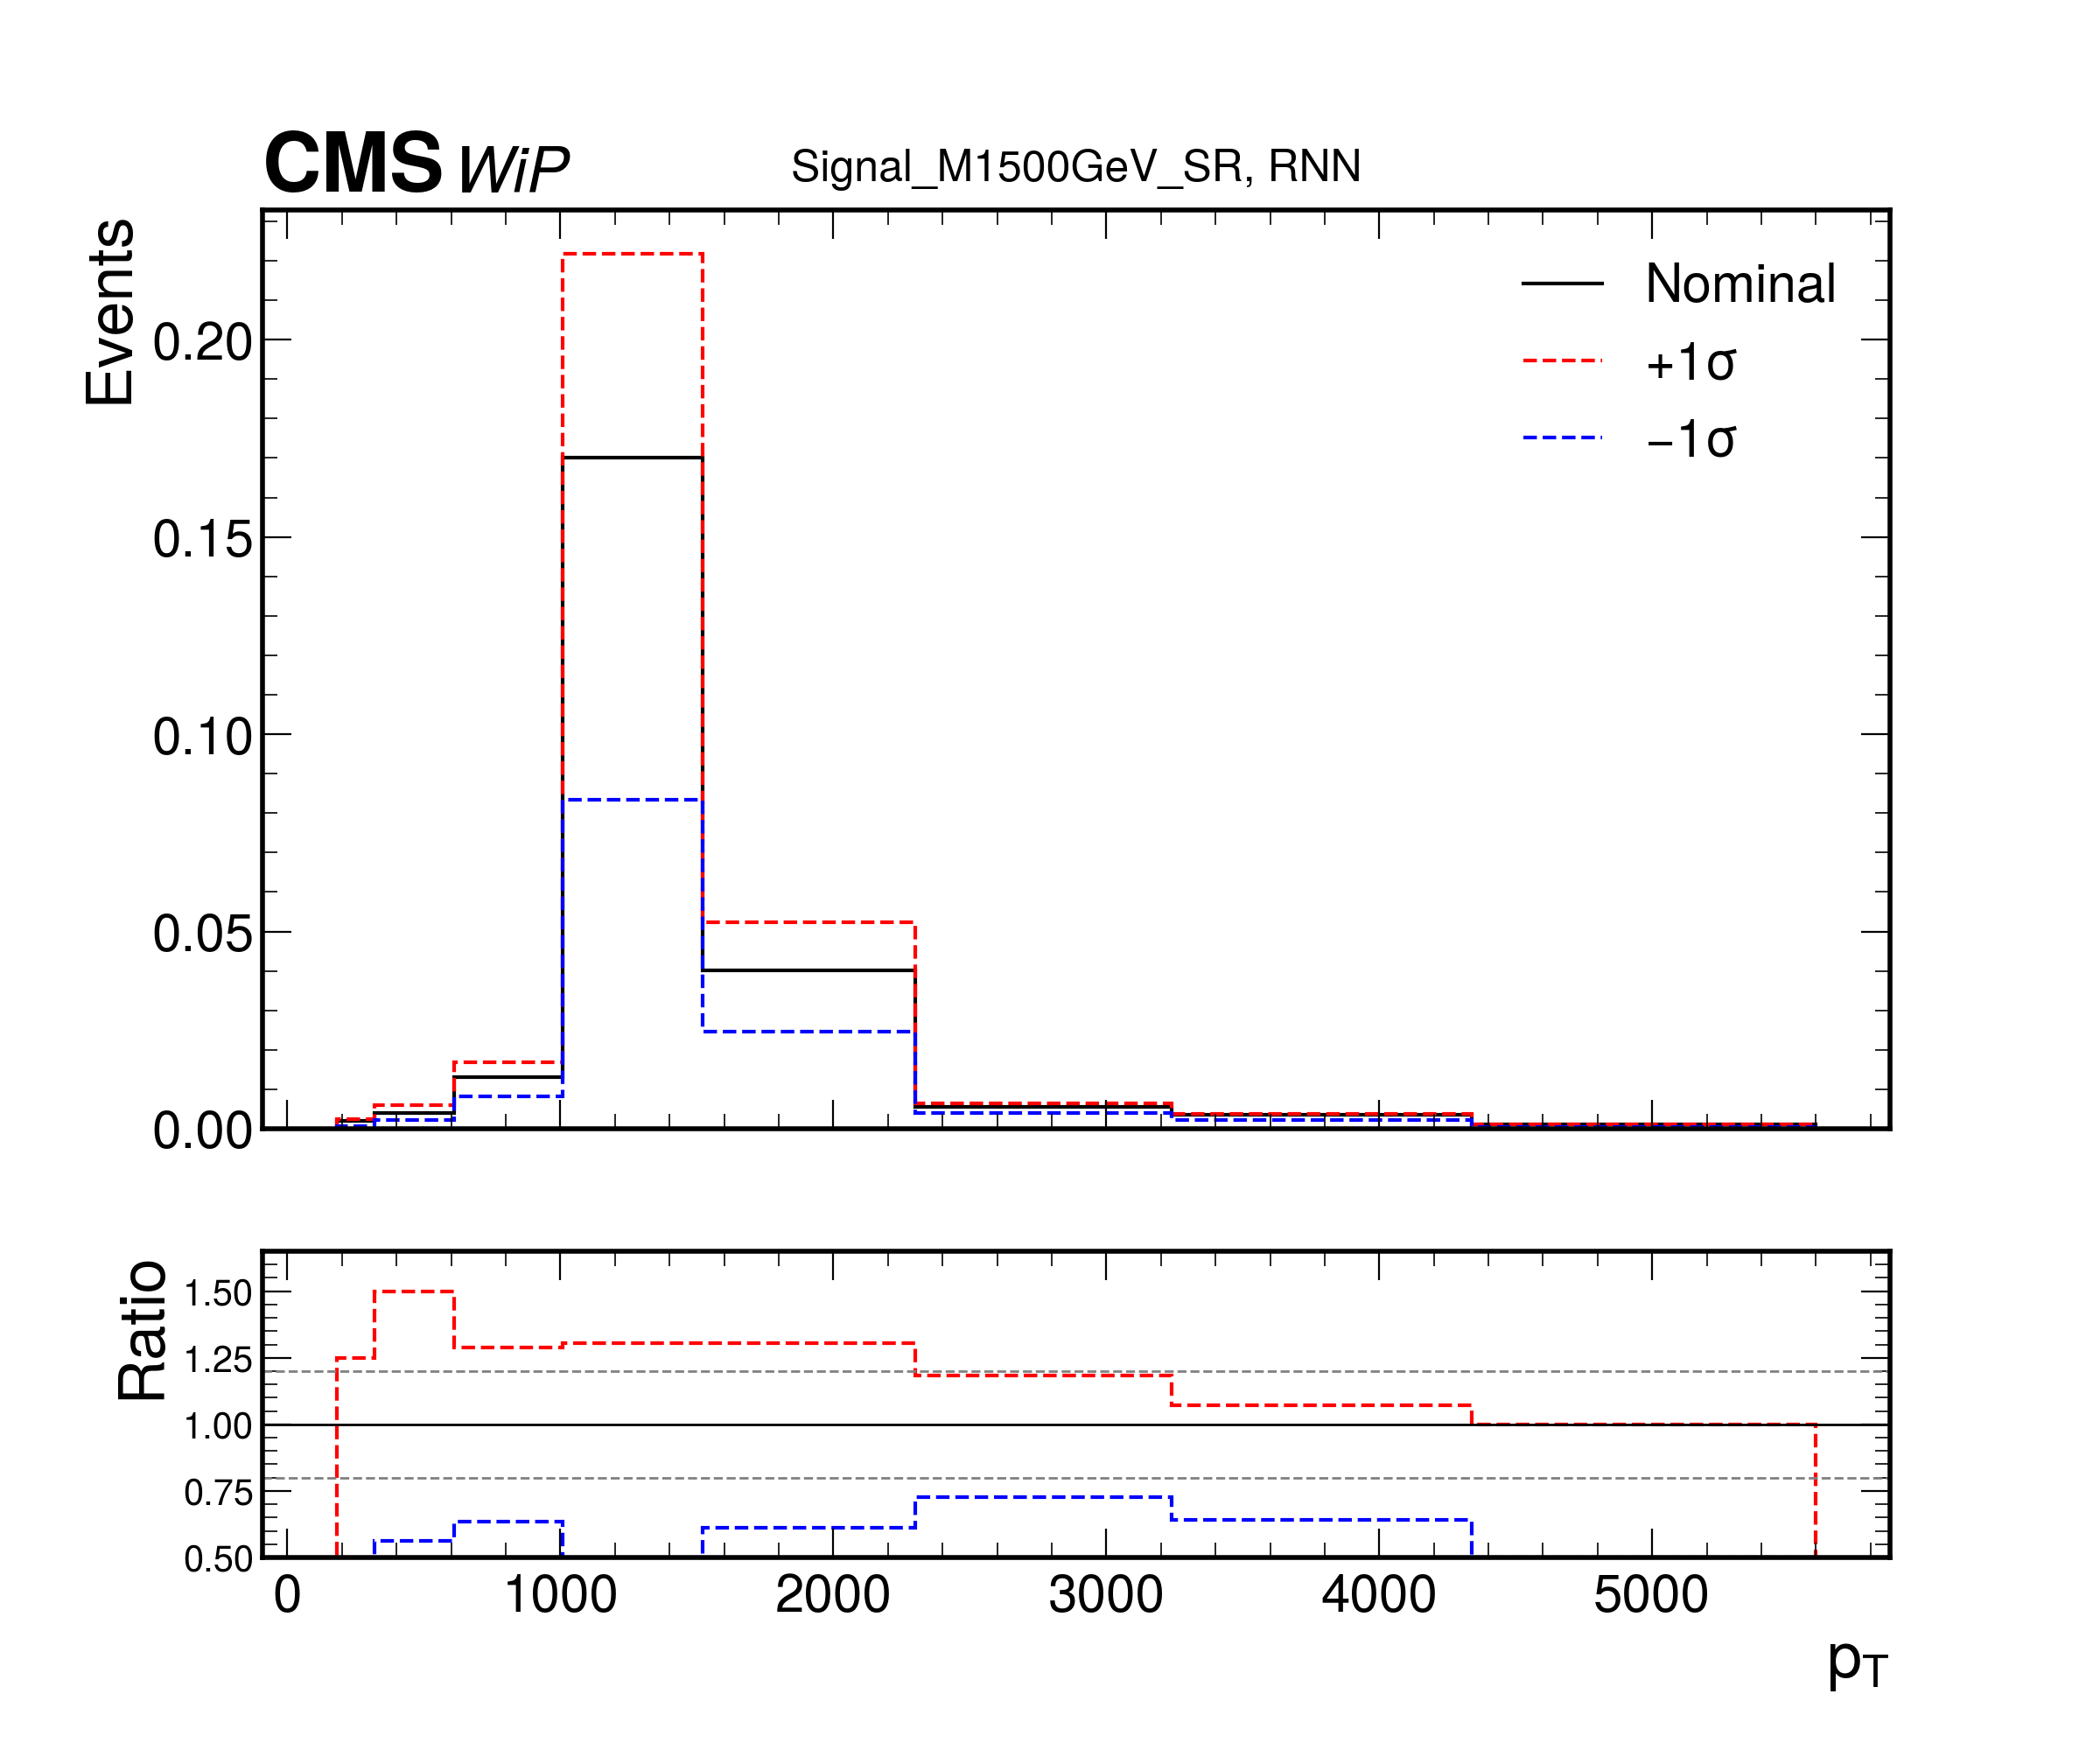 CMS WiP
Signal_M1500GeV_SR, RNN
Events
0.20
0.15
0.10
0.05
0.00
Nominal
+1σ
−1σ
Ratio
1.50
1.25
1.00
0.75
0.50
0 1000 2000 3000 4000 5000
pT